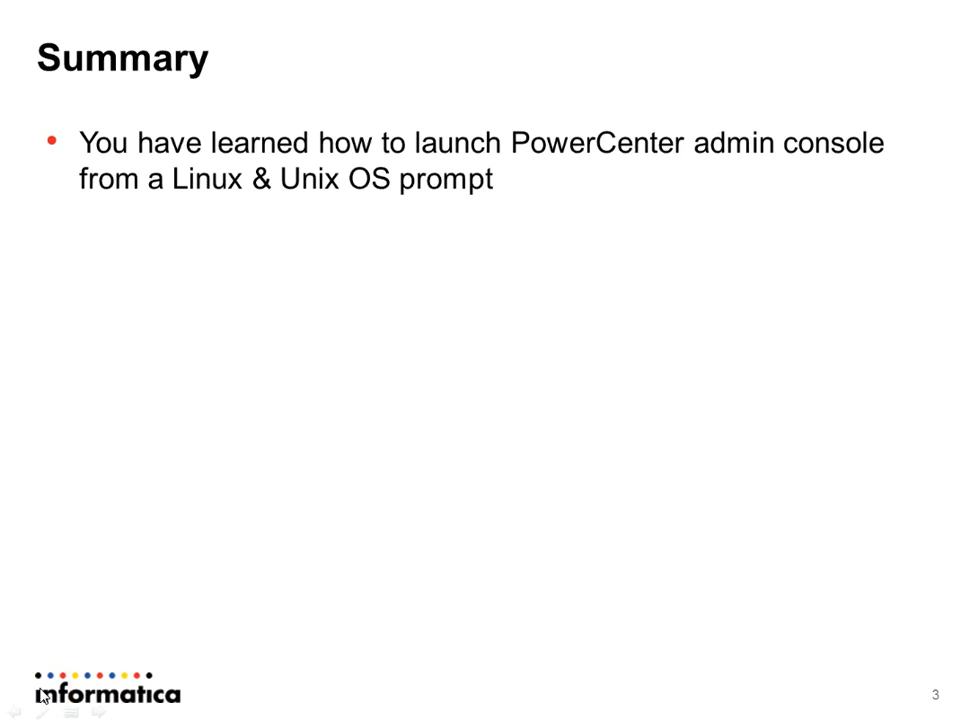 Summary
• You have learned how to launch PowerCenter admin console
from a Linux & Unix OS prompt
informatica
3